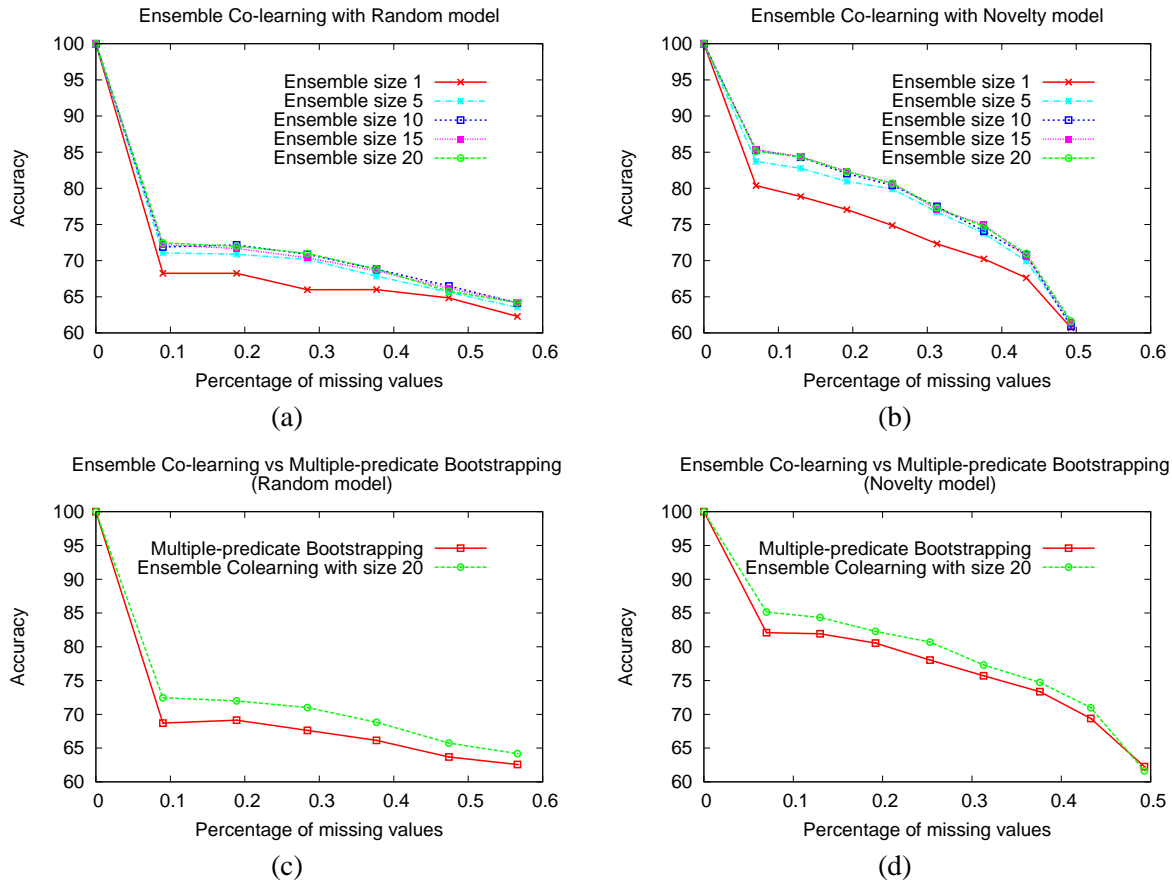 Ensemble Co-learning with Random model
100
95
90
85
80
75
70
65
60
Accuracy
Ensemble size 1
Ensemble size 5
Ensemble size 10
Ensemble size 15
Ensemble size 20
0 0.1 0.2 0.3 0.4 0.5 0.6
Percentage of missing values
(a)
Ensemble Co-learning with Novelty model
100
95
90
85
80
75
70
65
60
Accuracy
Ensemble size 1
Ensemble size 5
Ensemble size 10
Ensemble size 15
Ensemble size 20
0 0.1 0.2 0.3 0.4 0.5 0.6
Percentage of missing values
(b)
Ensemble Co-learning vs Multiple-predicate Bootstrapping
(Random model)
100
95
90
85
80
75
70
65
60
Accuracy
Multiple-predicate Bootstrapping
Ensemble Colearning with size 20
0 0.1 0.2 0.3 0.4 0.5 0.6
Percentage of missing values
(c)
Ensemble Co-learning vs Multiple-predicate Bootstrapping
(Novelty model)
100
95
90
85
80
75
70
65
60
Accuracy
Multiple-predicate Bootstrapping
Ensemble Colearning with size 20
0 0.1 0.2 0.3 0.4 0.5
Percentage of missing values
(d)